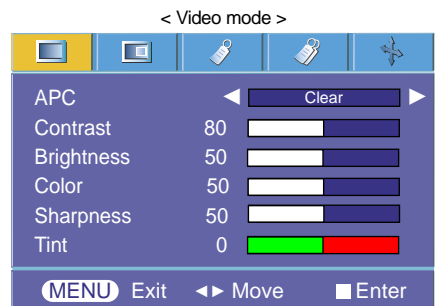 < Video mode >
APC ◀ Clear ▶
Contrast 80
Brightness 50
Color 50
Sharpness 50
Tint 0
MENU Exit ◄► Move Enter